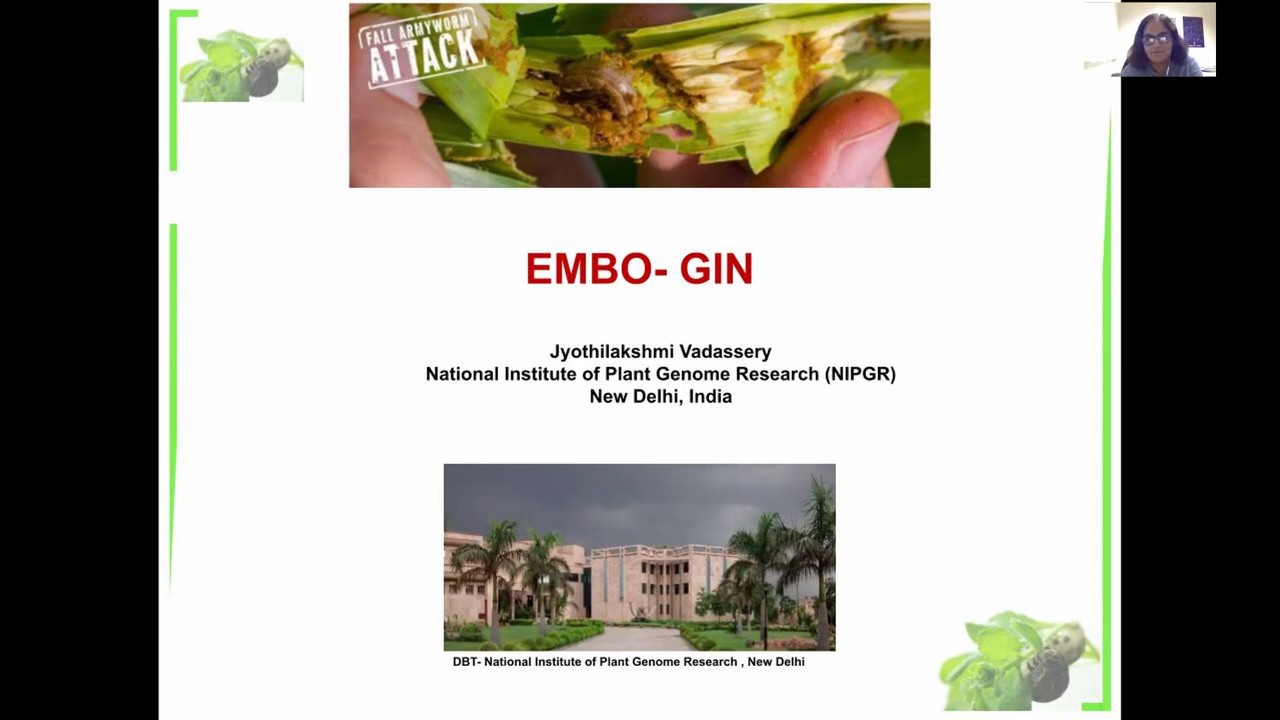 FALL ARMYWORM
ATTACK
EMBO- GIN
Jyothilakshmi Vadassery
National Institute of Plant Genome Research (NIPGR)
New Delhi, India
DBT- National Institute of Plant Genome Research , New Delhi